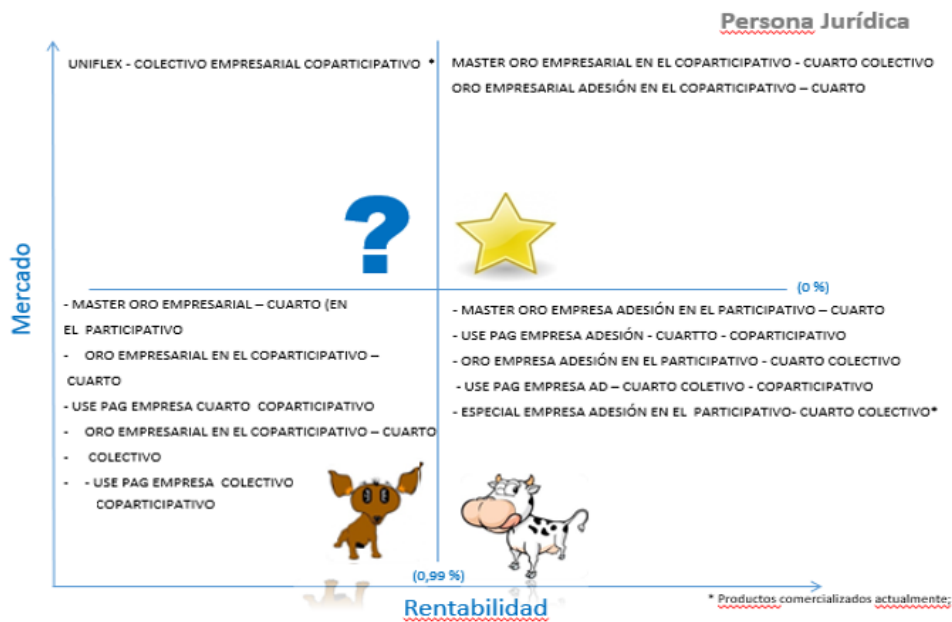 Persona Jurídica
UNIFLEX - COLECTIVO EMPRESARIAL COPARTICIPATIVO *
MASTER ORO EMPRESARIAL EN EL COPARTICIPATIVO - CUARTO COLECTIVO
ORO EMPRESARIAL ADESIÓN EN EL COPARTICIPATIVO – CUARTO
?
Mercado
(0 %)
- MASTER ORO EMPRESARIAL – CUARTO (EN
EL PARTICIPATIVO
- ORO EMPRESARIAL EN EL COPARTICIPATIVO –
CUARTO
- USE PAG EMPRESA CUARTO COPARTICIPATIVO
- ORO EMPRESARIAL EN EL COPARTICIPATIVO – CUARTO
- COLECTIVO
- - USE PAG EMPRESA COLECTIVO
COPARTICIPATIVO
- MASTER ORO EMPRESA ADESIÓN EN EL PARTICIPATIVO – CUARTO
- USE PAG EMPRESA ADESIÓN - CUARTTO - COPARTICIPATIVO
- ORO EMPRESA ADESIÓN EN EL PARTICIPATIVO - CUARTO COLECTIVO
- USE PAG EMPRESA AD – CUARTO COLETIVO - COPARTICIPATIVO
- ESPECIAL EMPRESA ADESIÓN EN EL PARTICIPATIVO- CUARTO COLECTIVO*
(0,99 %)
Rentabilidad
* Productos comercializados actualmente;